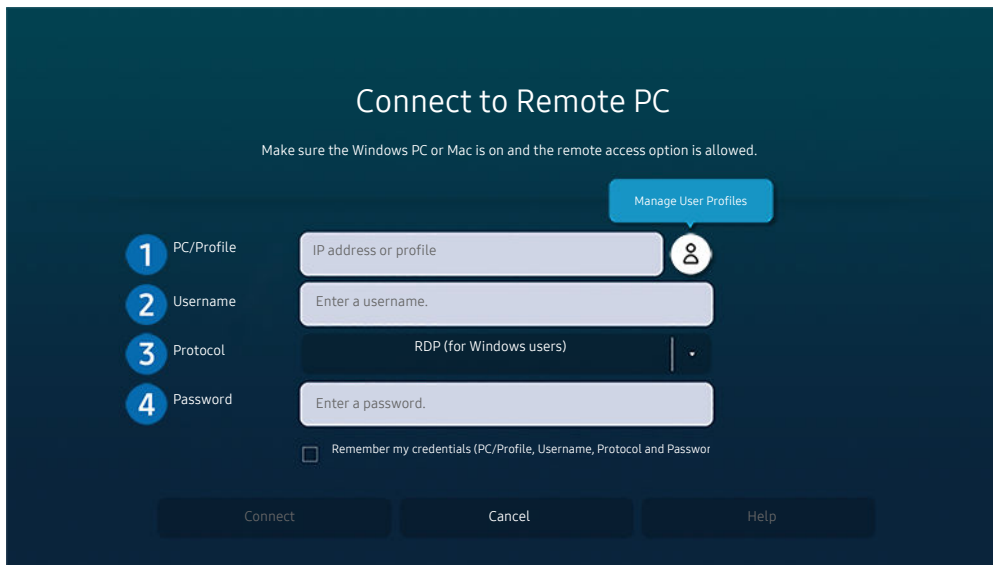 Connect to Remote PC
Make sure the Windows PC or Mac is on and the remote access option is allowed.
Manage User Profiles
1 PC/Profile IP address or profile
2 Username Enter a username.
3 Protocol RDP (for Windows users)
4 Password Enter a password.
Remember my credentials (PC/Profile, Username, Protocol and Passwor
Connect Cancel Help